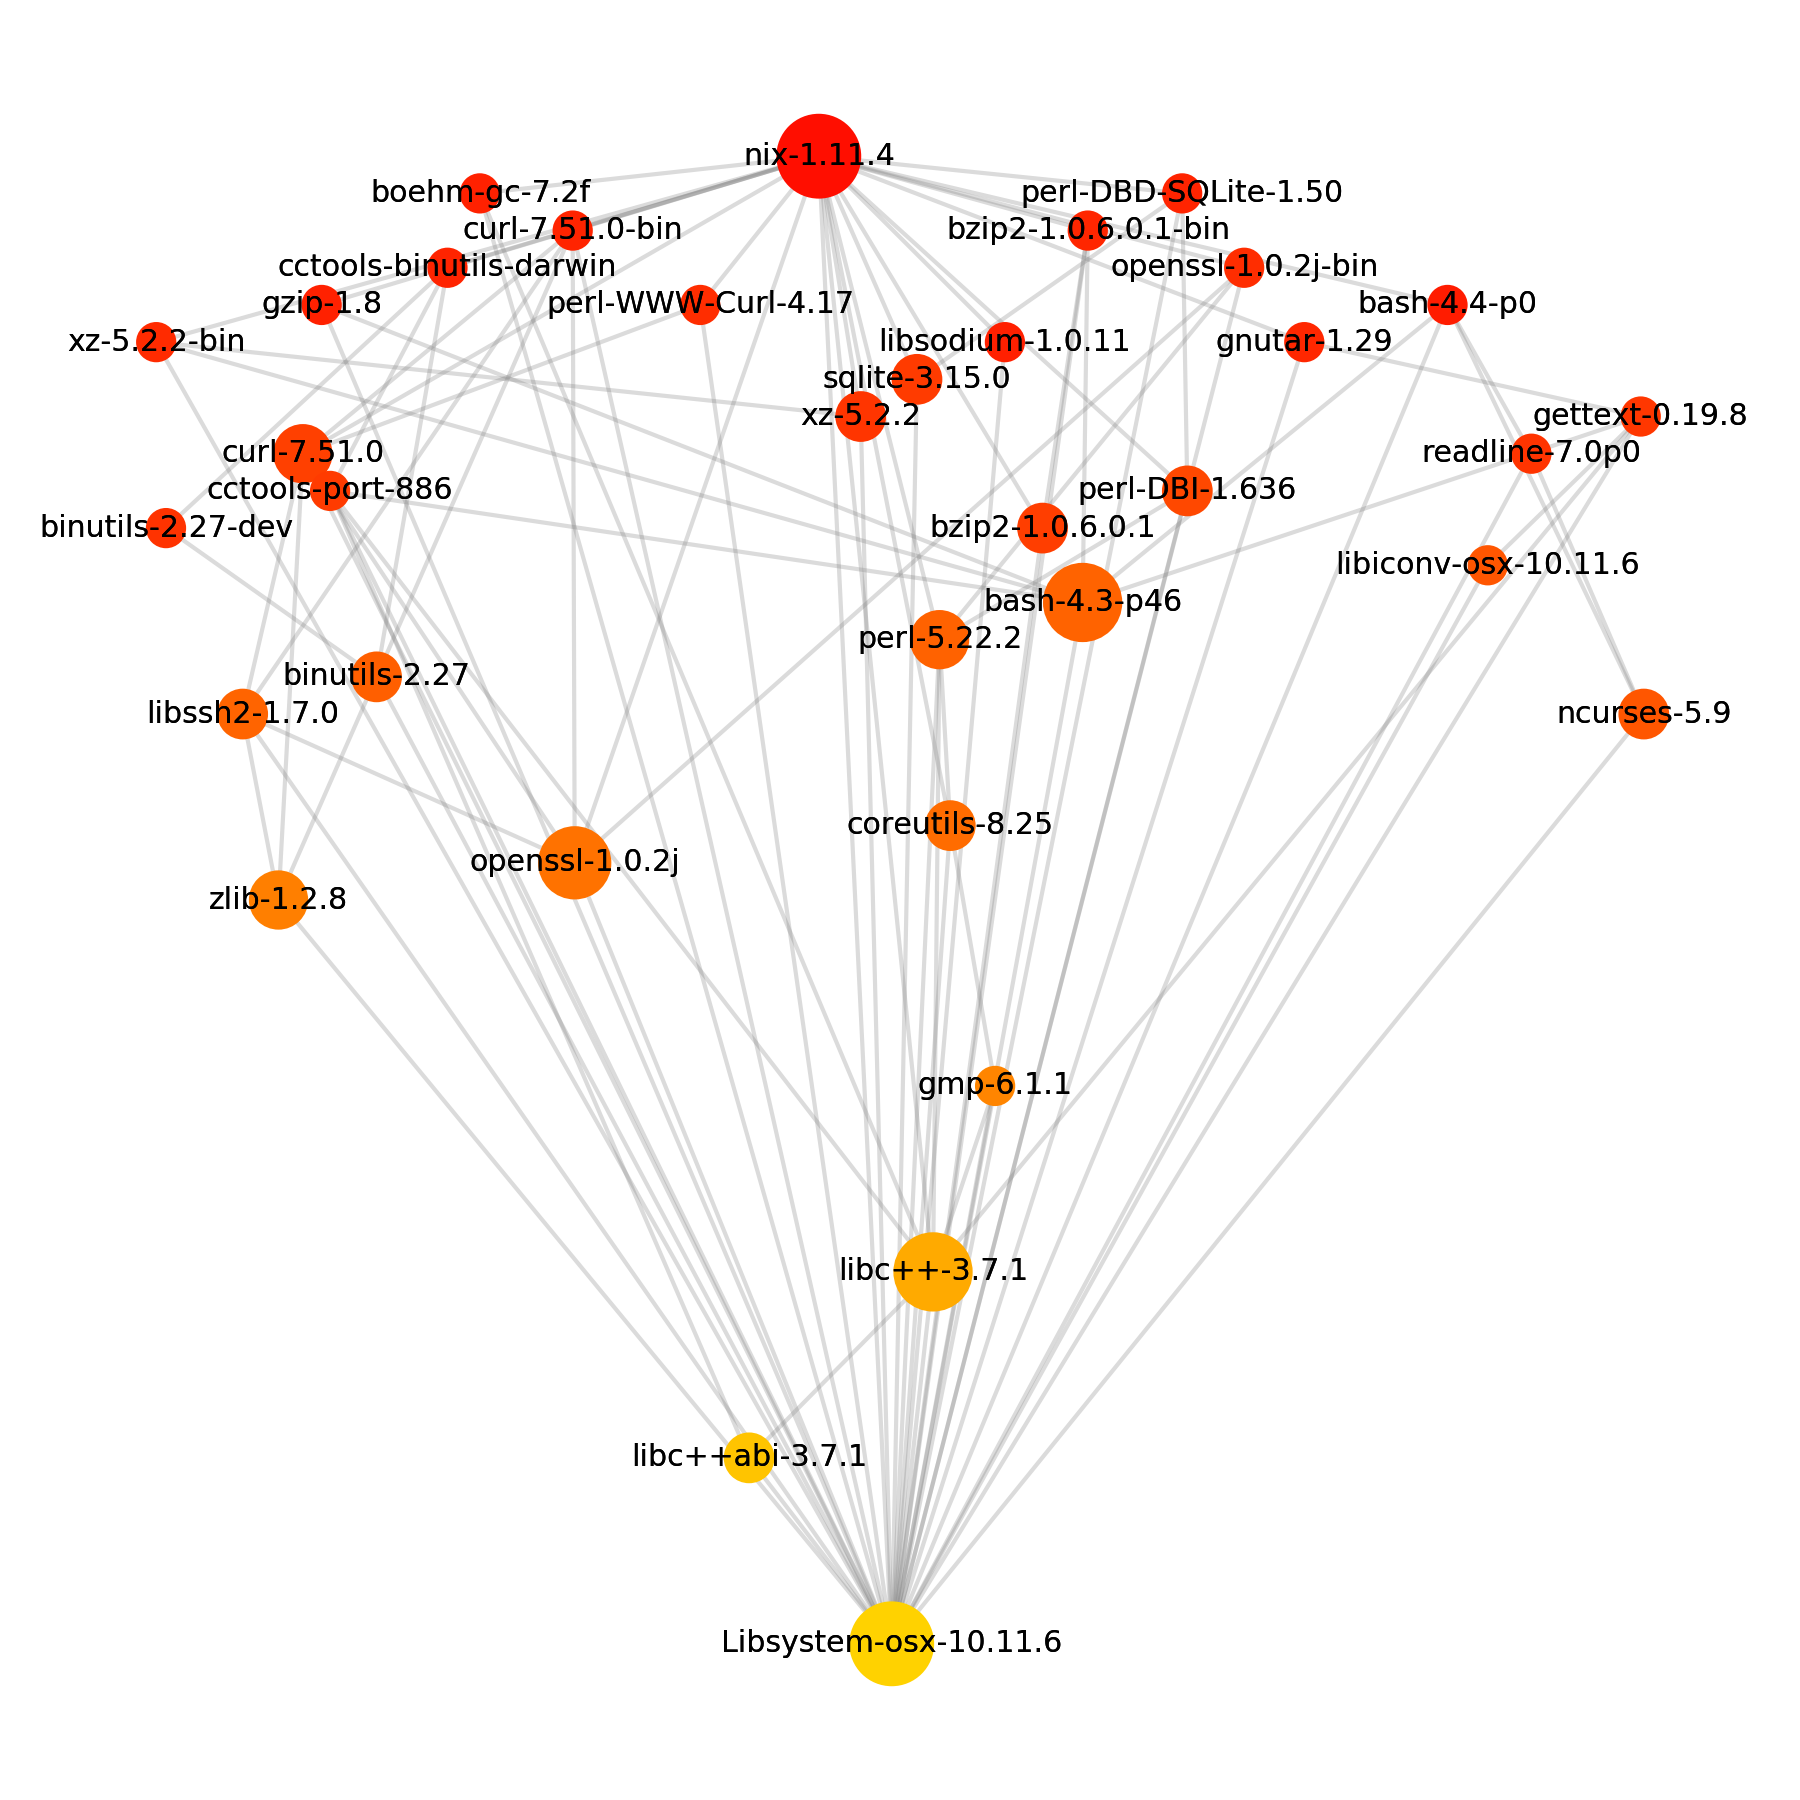 nix-1.11.4
boehm-gc-7.2f
perl-DBD-SQLite-1.50
curl-7.51.0-bin
bzip2-1.0.6.0.1-bin
cctools-binutils-darwin
openssl-1.0.2j-bin
gzip-1.8
perl-WWW-Curl-4.17
bash-4.4-p0
xz-5.2.2-bin
libsodium-1.0.11
gnutar-1.29
sqlite-3.15.0
xz-5.2.2
gettext-0.19.8
curl-7.51.0
readline-7.0p0
cctools-port-886
perl-DBI-1.636
binutils-2.27-dev
bzip2-1.0.6.0.1
libiconv-osx-10.11.6
bash-4.3-p46
perl-5.22.2
binutils-2.27
libssh2-1.7.0
ncurses-5.9
coreutils-8.25
openssl-1.0.2j
zlib-1.2.8
gmp-6.1.1
libc++-3.7.1
libc++abi-3.7.1
Libsystem-osx-10.11.6